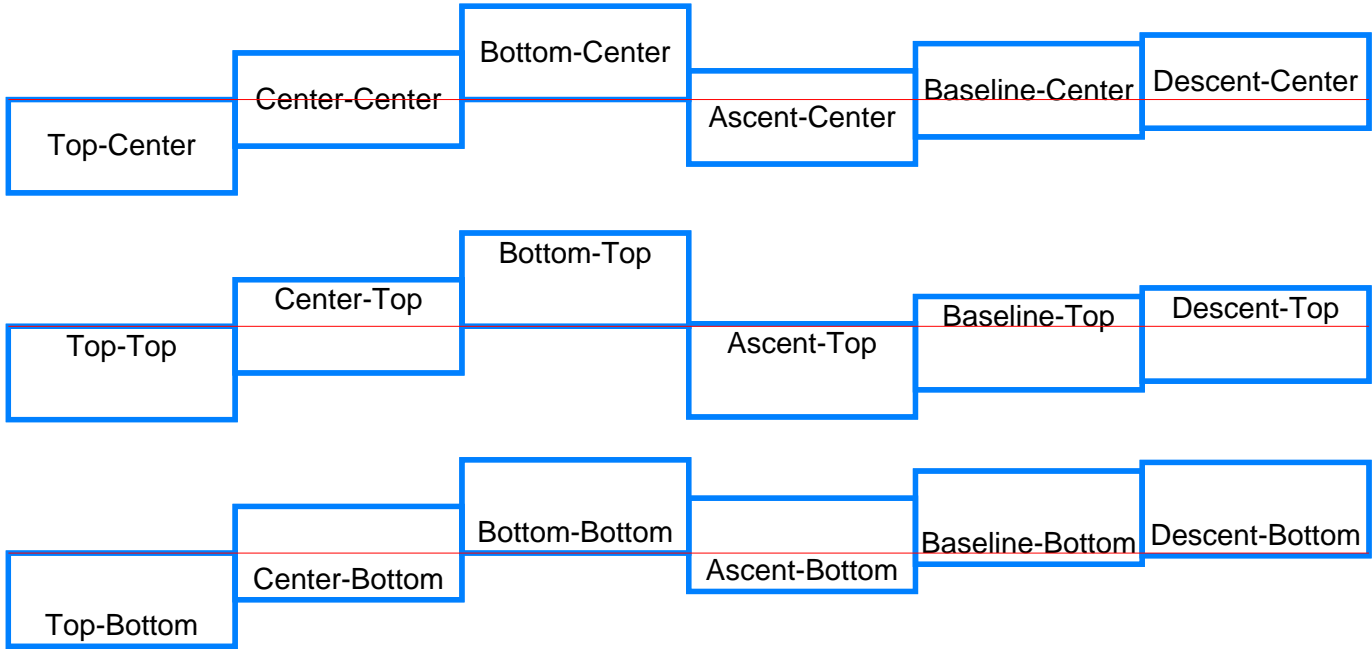 Top-Center Center-Center Bottom-Center Ascent-Center Baseline-Center Descent-Center
Top-Top Center-Top Bottom-Top Ascent-Top Baseline-Top Descent-Top
Top-Bottom Center-Bottom Bottom-Bottom Ascent-Bottom Baseline-Bottom Descent-Bottom